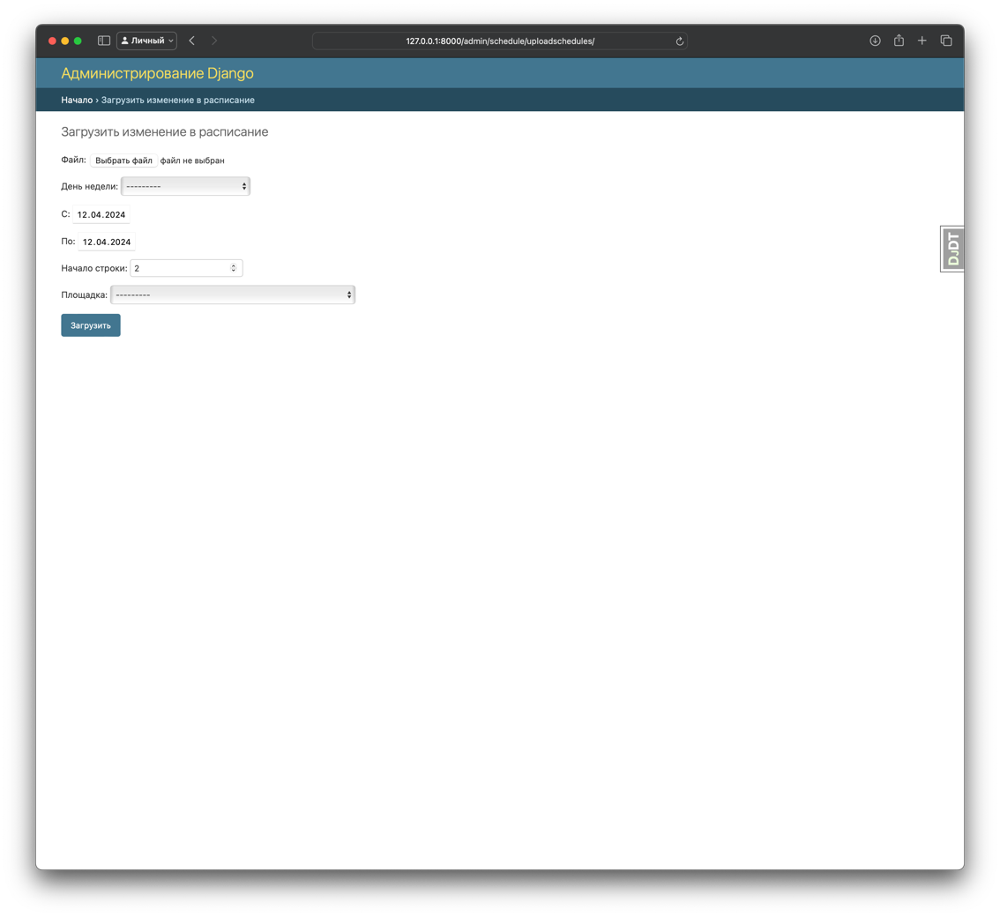 Личный
127.0.0.1:8000/admin/schedule/uploadschedules/
Администрирование Django
Начало › Загрузить изменение в расписание
Загрузить изменение в расписание
Файл: Выбрать файл файл не выбран
День недели: ---------
С: 12.04.2024
По: 12.04.2024
Начало строки: 2
Площадка: ---------
Загрузить
DJDT